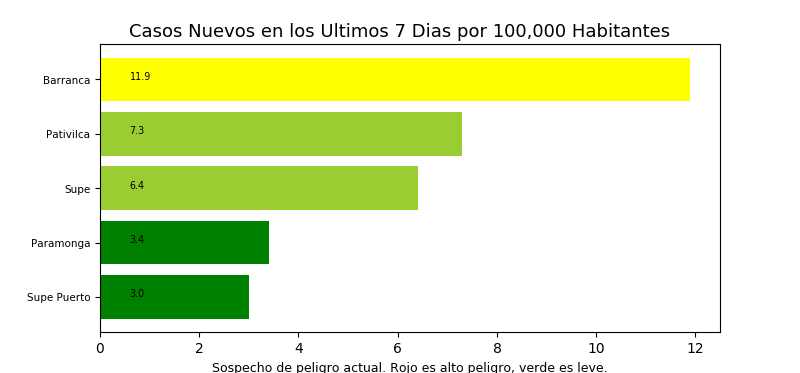 Casos Nuevos en los Ultimos 7 Dias por 100,000 Habitantes
Barranca 11.9
Pativilca 7.3
Supe 6.4
Paramonga 3.4
Supe Puerto 3.0
0 2 4 6 8 10 12
Sospecho de peligro actual. Rojo es alto peligro, verde es leve.